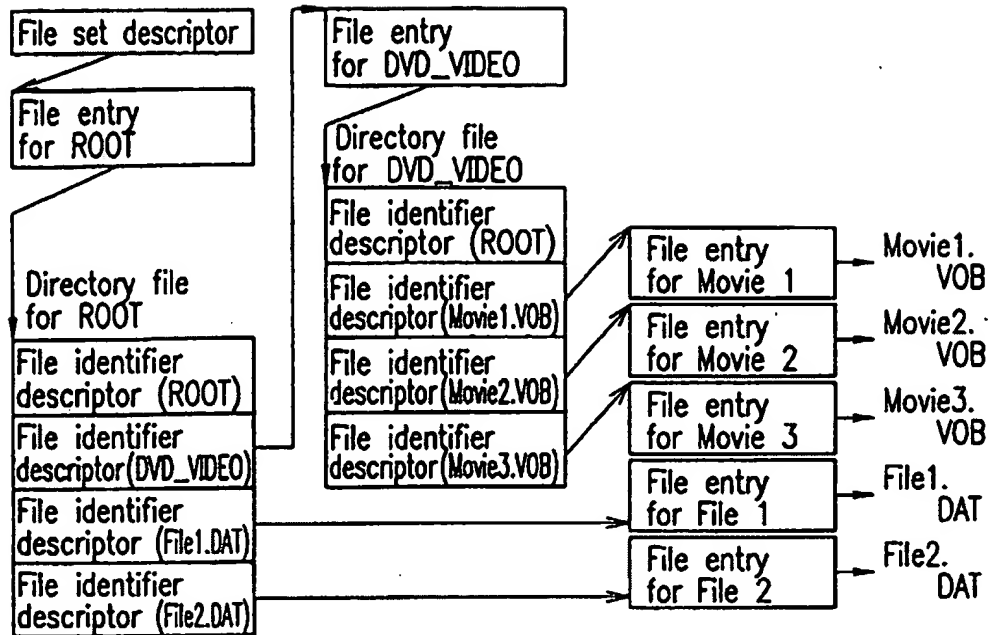 File set descriptor
File entry
for ROOT
Directory file
for ROOT
File identifier
descriptor (ROOT)
File identifier
descriptor(DVD_VIDEO)
File identifier
descriptor (File1.DAT)
File identifier
descriptor (File2.DAT)
File entry
for DVD_VIDEO
Directory file
for DVD_VIDEO
File identifier
descriptor (ROOT)
File identifier
descriptor(Movie1.VOB)
File identifier
descriptor(Movie2.VOB)
File identifier
descriptor(Movie3.VOB)
File entry
for Movie 1
Movie1.
VOB
File entry
for Movie 2
Movie2.
VOB
File entry
for Movie 3
Movie3.
VOB
File entry
for File 1
File1.
DAT
File entry
for File 2
File2.
DAT